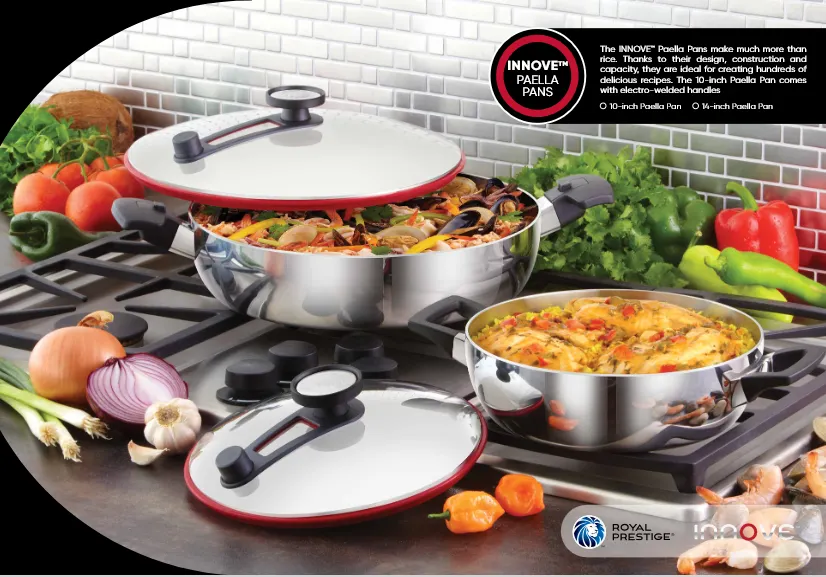 INNOVE™
PAELLA
PANS
The INNOVE™ Paella Pans make much more than
rice. Thanks to their design, construction and
capacity, they are ideal for creating hundreds of
delicious recipes. The 10-inch Paella Pan comes
with electro-welded handles
O 10-inch Paella Pan O 14-inch Paella Pan
ROYAL
PRESTIGE®
INNOVE